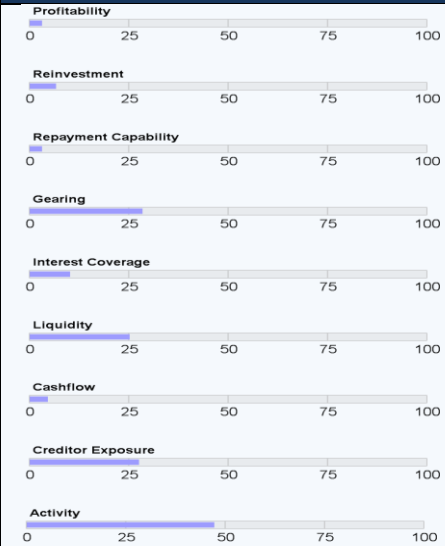 Profitability
0 25 50 75 100
Reinvestment
0 25 50 75 100
Repayment Capability
0 25 50 75 100
Gearing
0 25 50 75 100
Interest Coverage
0 25 50 75 100
Liquidity
0 25 50 75 100
Cashflow
0 25 50 75 100
Creditor Exposure
0 25 50 75 100
Activity
0 25 50 75 100